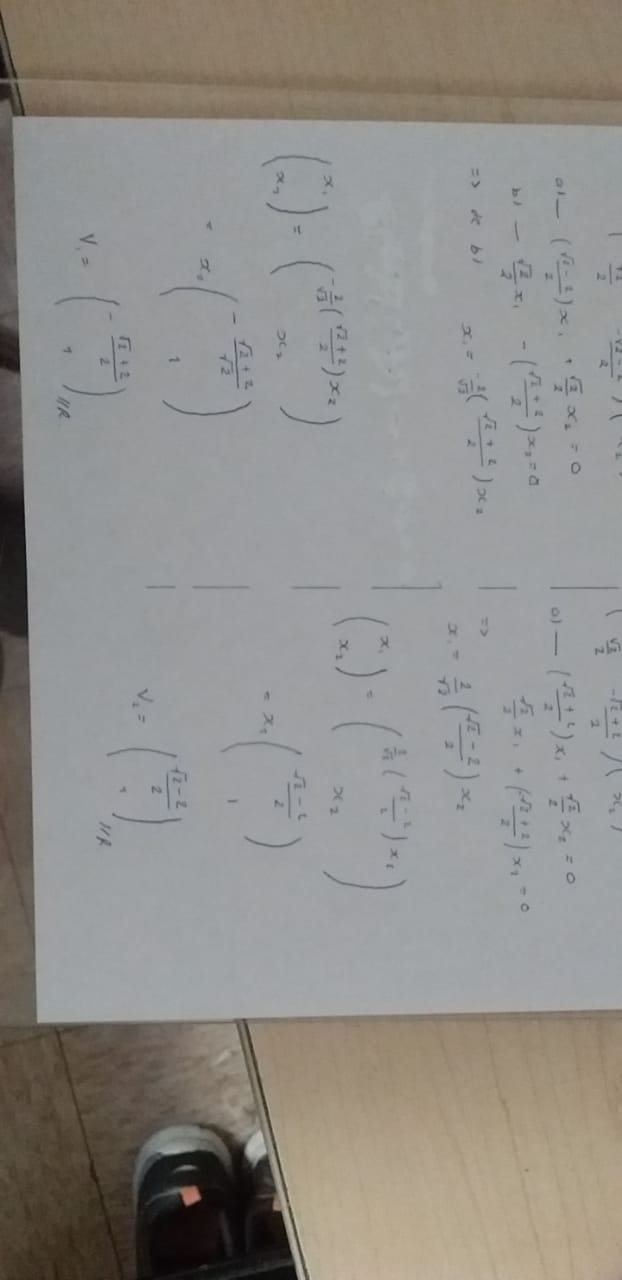 a) - (√2-2/2) x₁ + √2/2 x₂ = 0
b) - √2/2 x₁ - (√2+2/2) x₂ = 0
=> de b)
x₁ = -2/√2 (√2+2/2) x₂
(x₁ x₂) = (-2/√2 (√2+2/2) x₂ x₂)
= x₂ (-√2+2/√2 1)
V₁ = (-√2+2/2 1) //R
a) - (√2+2/2) x₁ + √2/2 x₂ = 0
√2/2 x₁ + (-√2+2/2) x₂ = 0
=>
x₁ = 2/√2 (√2-2/2) x₂
(x₁ x₂) = (2/√2 (√2-2/2) x₂ x₂)
= x₂ (√2-2/2 1)
V₂ = (√2-2/2 1) //R